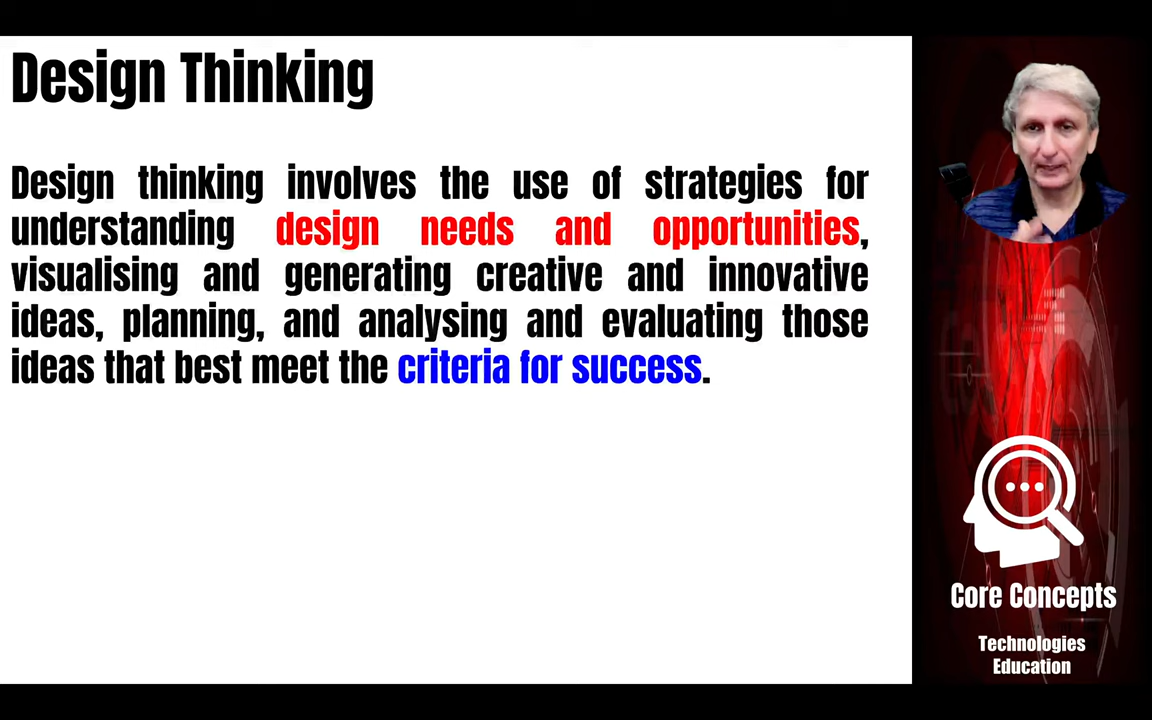 Design Thinking
Design thinking involves the use of strategies for
understanding design needs and opportunities,
visualising and generating creative and innovative
ideas, planning, and analysing and evaluating those
ideas that best meet the criteria for success.
Core Concepts
Technologies
Education